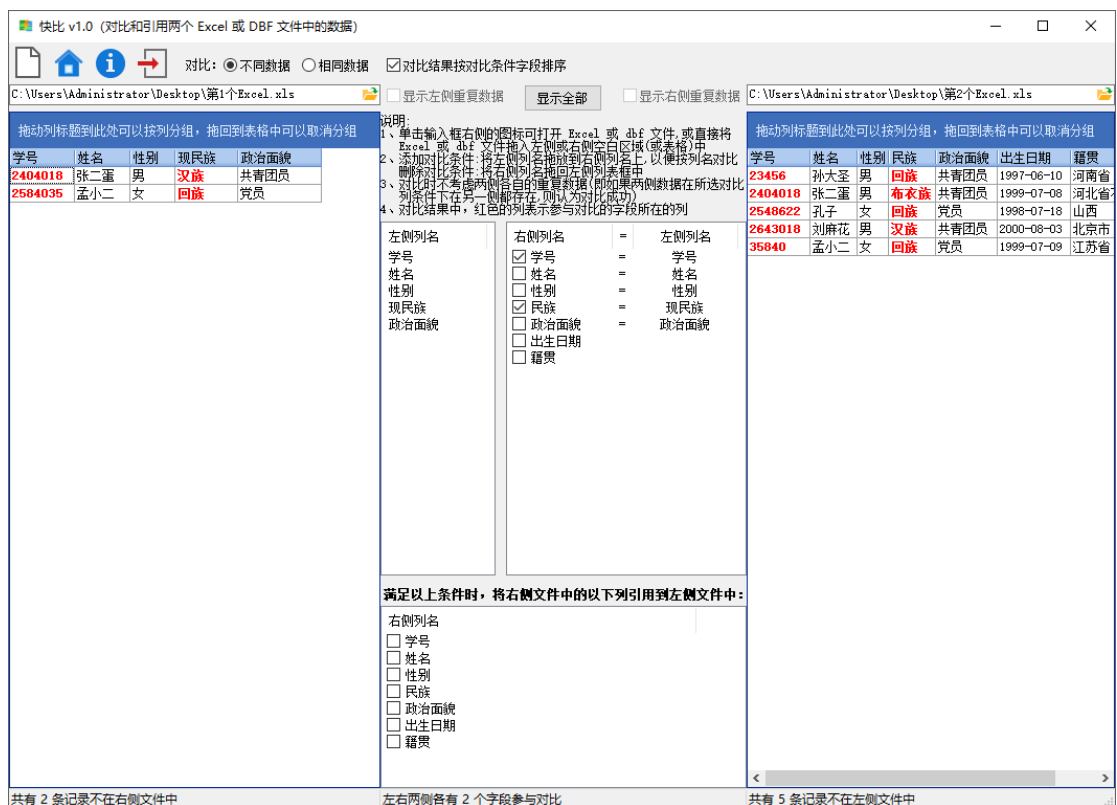 快比 v1.0 (对比和引用两个 Excel 或 DBF 文件中的数据)
对比: 不同数据 相同数据 对比结果按对比条件字段排序
C:\Users\Administrator\Desktop\第1个Excel.xls
显示左侧重复数据 显示全部 显示右侧重复数据
C:\Users\Administrator\Desktop\第2个Excel.xls
拖动列标题到此处可以按列分组，拖回到表格中可以取消分组
学号 姓名 性别 现民族 政治面貌
2404018 张二蛋 男 汉族 共青团员
2584035 孟小二 女 回族 党员
说明:
1、单击输入框右侧的图标可打开 Excel 或 dbf 文件,或直接将
Excel 或 dbf 文件拖入左侧或右侧空白区域(或表格)中
2、添加对比条件:将左侧列名拖放到右侧列名上,以便按列名对比
删除对比条件:将右侧列名拖回左侧列表框中
3、对比时不考虑两侧各自的重复数据(即如果两侧数据在所选对比
列条件下在另一侧都存在,则认为对比成功)
4、对比结果中，红色的列表示参与对比的字段所在的列
左侧列名
学号
姓名
性别
现民族
政治面貌
右侧列名 = 左侧列名
学号 = 学号
姓名 = 姓名
性别 = 性别
民族 = 现民族
政治面貌 = 政治面貌
出生日期
籍贯
满足以上条件时，将右侧文件中的以下列引用到左侧文件中:
右侧列名
学号
姓名
性别
民族
政治面貌
出生日期
籍贯
拖动列标题到此处可以按列分组，拖回到表格中可以取消分组
学号 姓名 性别 民族 政治面貌 出生日期 籍贯
23456 孙大圣 男 回族 共青团员 1997-06-10 河南省
2404018 张二蛋 男 布衣族 共青团员 1999-07-08 河北省
2548622 孔子 女 回族 党员 1998-07-18 山西
2643018 刘麻花 男 汉族 共青团员 2000-08-03 北京市
35840 孟小二 女 回族 党员 1999-07-09 江苏省
共有 2 条记录不在右侧文件中
左右两侧各有 2 个字段参与对比
共有 5 条记录不在左侧文件中